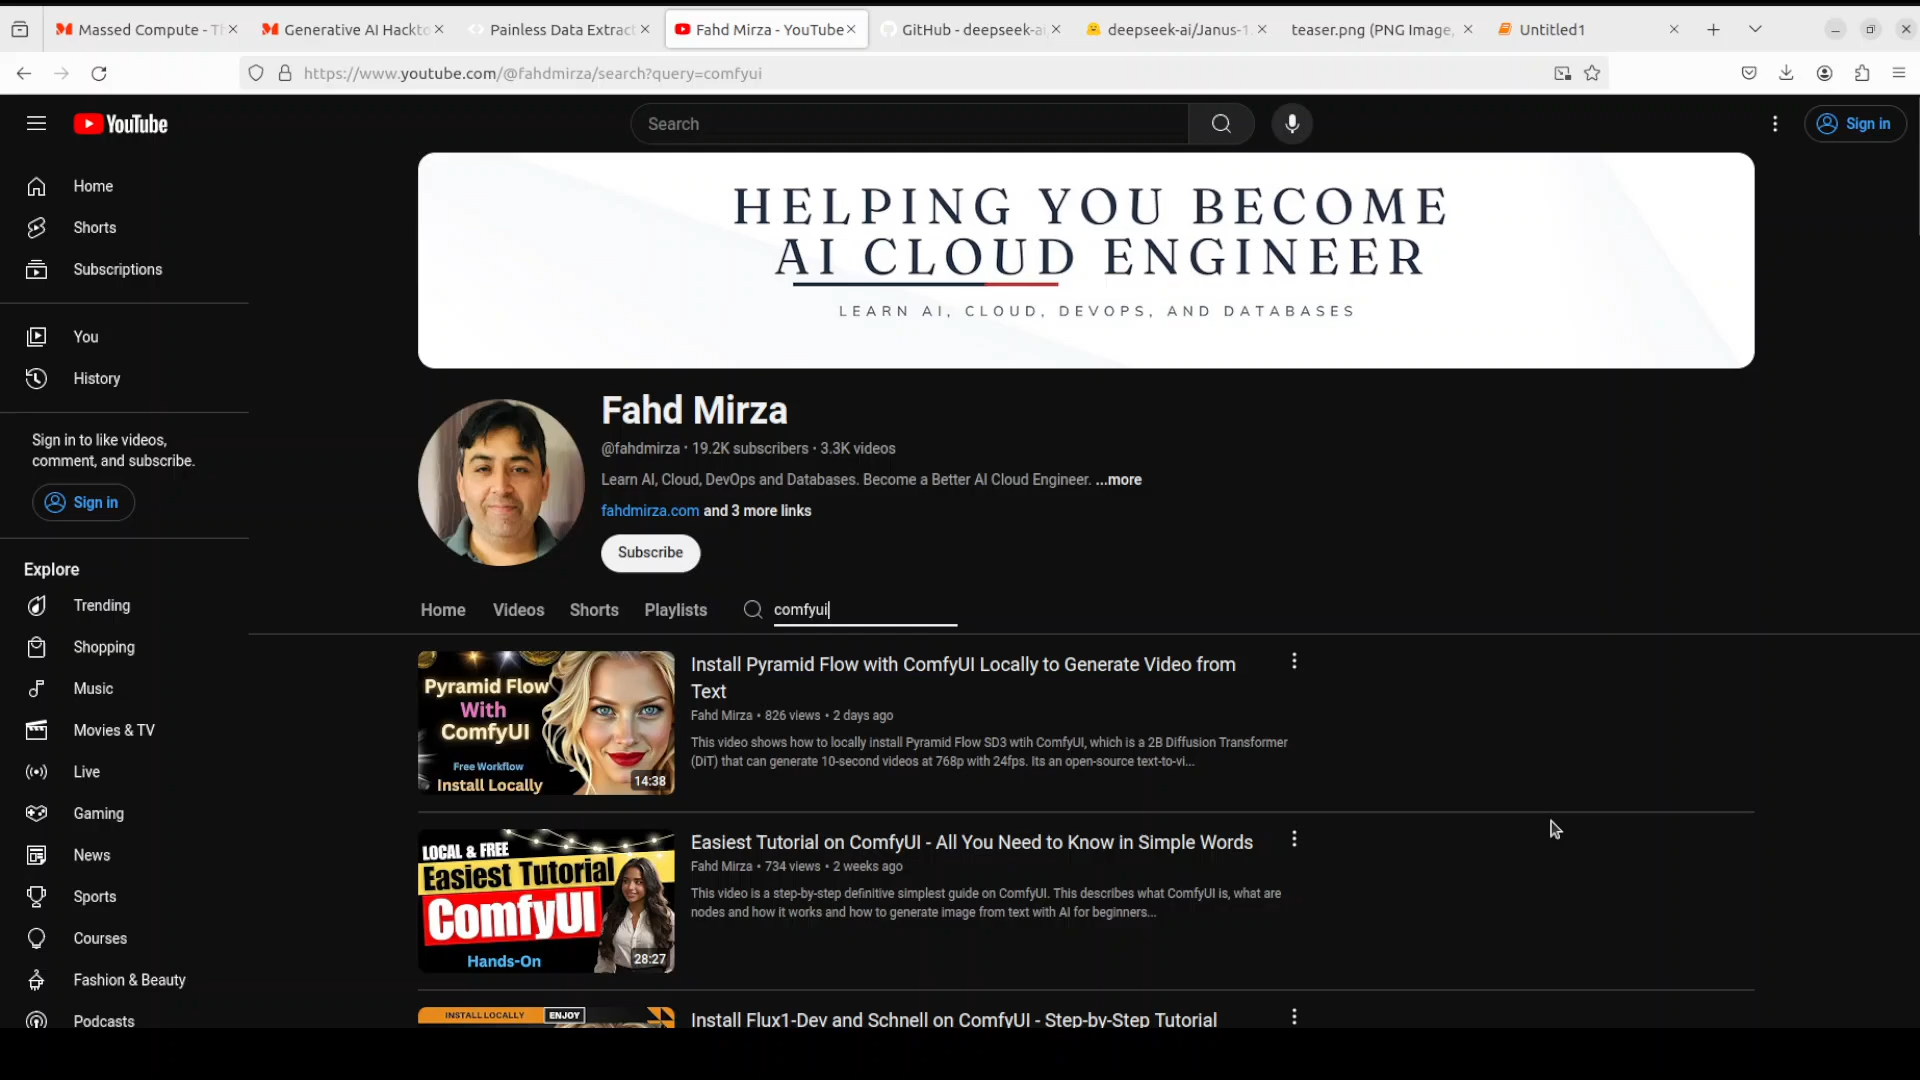 Massed Compute - Th
Generative AI Hackto
Painless Data Extract
Fahd Mirza - YouTube
GitHub - deepseek-ai
deepseek-ai/Janus-1.
teaser.png (PNG Image,
Untitled1
https://www.youtube.com/@fahdmirza/search?query=comfyui
YouTube
Search
Sign in
Home
Shorts
Subscriptions
You
History
Sign in to like videos,
comment, and subscribe.
Sign in
Explore
Trending
Shopping
Music
Movies & TV
Live
Gaming
News
Sports
Courses
Fashion & Beauty
Podcasts
HELPING YOU BECOME
AI CLOUD ENGINEER
LEARN AI, CLOUD, DEVOPS, AND DATABASES
Fahd Mirza
@fahdmirza • 19.2K subscribers • 3.3K videos
Learn AI, Cloud, DevOps and Databases. Become a Better AI Cloud Engineer. ...more
fahdmirza.com and 3 more links
Subscribe
Home Videos Shorts Playlists comfyui
Pyramid Flow
With
ComfyUI
Free Workflow
Install Locally
14:38
Install Pyramid Flow with ComfyUI Locally to Generate Video from
Text
Fahd Mirza • 826 views • 2 days ago
This video shows how to locally install Pyramid Flow SD3 wtih ComfyUI, which is a 2B Diffusion Transformer
(DiT) that can generate 10-second videos at 768p with 24fps. Its an open-source text-to-vi...
LOCAL & FREE
Easiest Tutorial
ComfyUI
Hands-On
28:27
Easiest Tutorial on ComfyUI - All You Need to Know in Simple Words
Fahd Mirza • 734 views • 2 weeks ago
This video is a step-by-step definitive simplest guide on ComfyUI. This describes what ComfyUI is, what are
nodes and how it works and how to generate image from text with AI for beginners...
INSTALL LOCALLY ENJOY
Install Flux1-Dev and Schnell on ComfyUI - Step-by-Step Tutorial